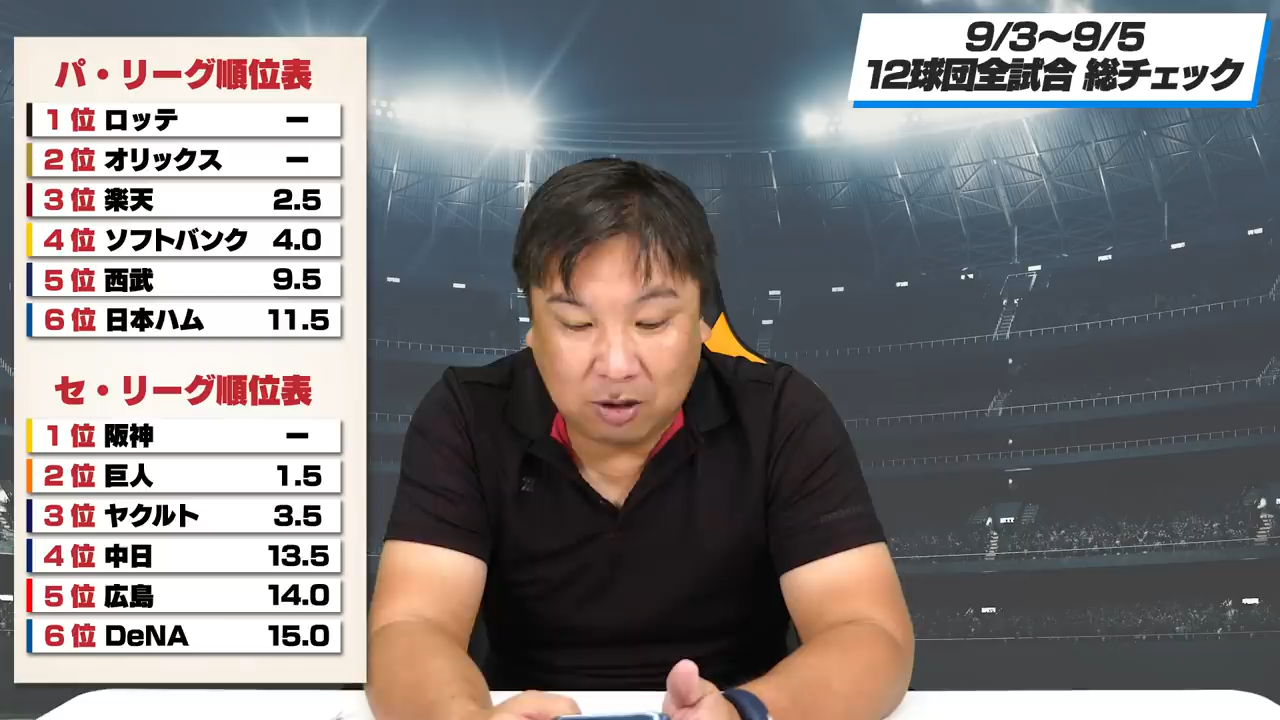 9/3〜9/5
12球団全試合 総チェック
パ・リーグ順位表
1位 ロッテ ー
2位 オリックス ー
3位 楽天 2.5
4位 ソフトバンク 4.0
5位 西武 9.5
6位 日本ハム 11.5
セ・リーグ順位表
1位 阪神 ー
2位 巨人 1.5
3位 ヤクルト 3.5
4位 中日 13.5
5位 広島 14.0
6位 DeNA 15.0